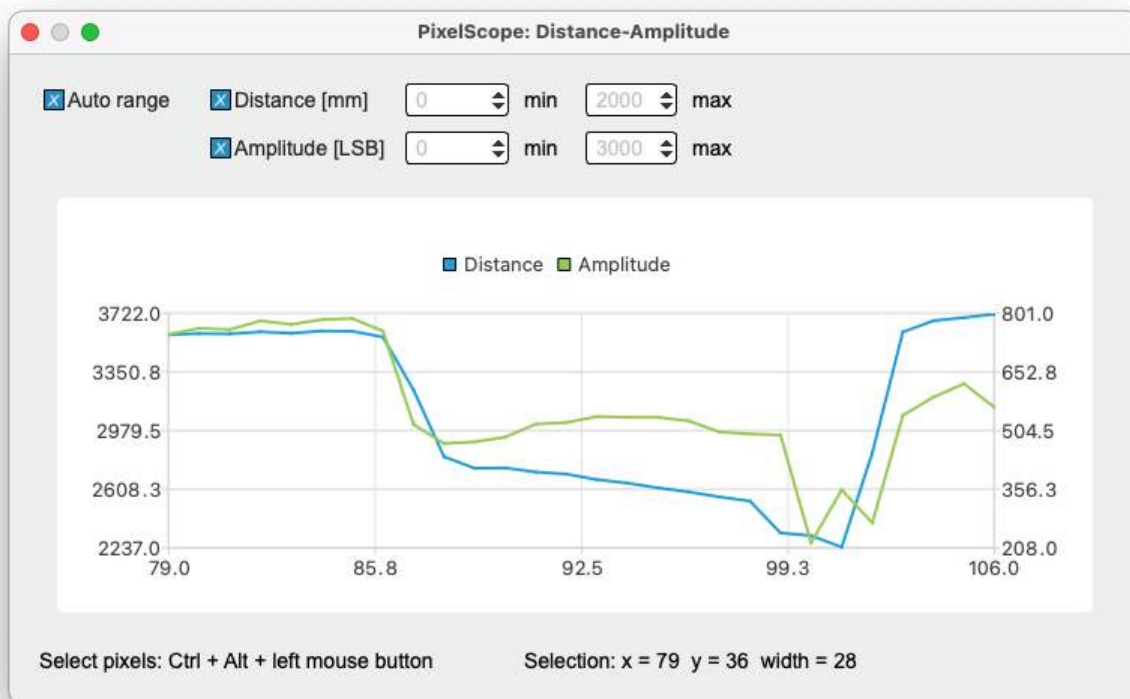 PixelScope: Distance-Amplitude
X Auto range X Distance [mm] 0 min 2000 max
X Amplitude [LSB] 0 min 3000 max
Distance Amplitude
3722.0 801.0
3350.8 652.8
2979.5 504.5
2608.3 356.3
2237.0 208.0
79.0 85.8 92.5 99.3 106.0
Select pixels: Ctrl + Alt + left mouse button Selection: x = 79 y = 36 width = 28